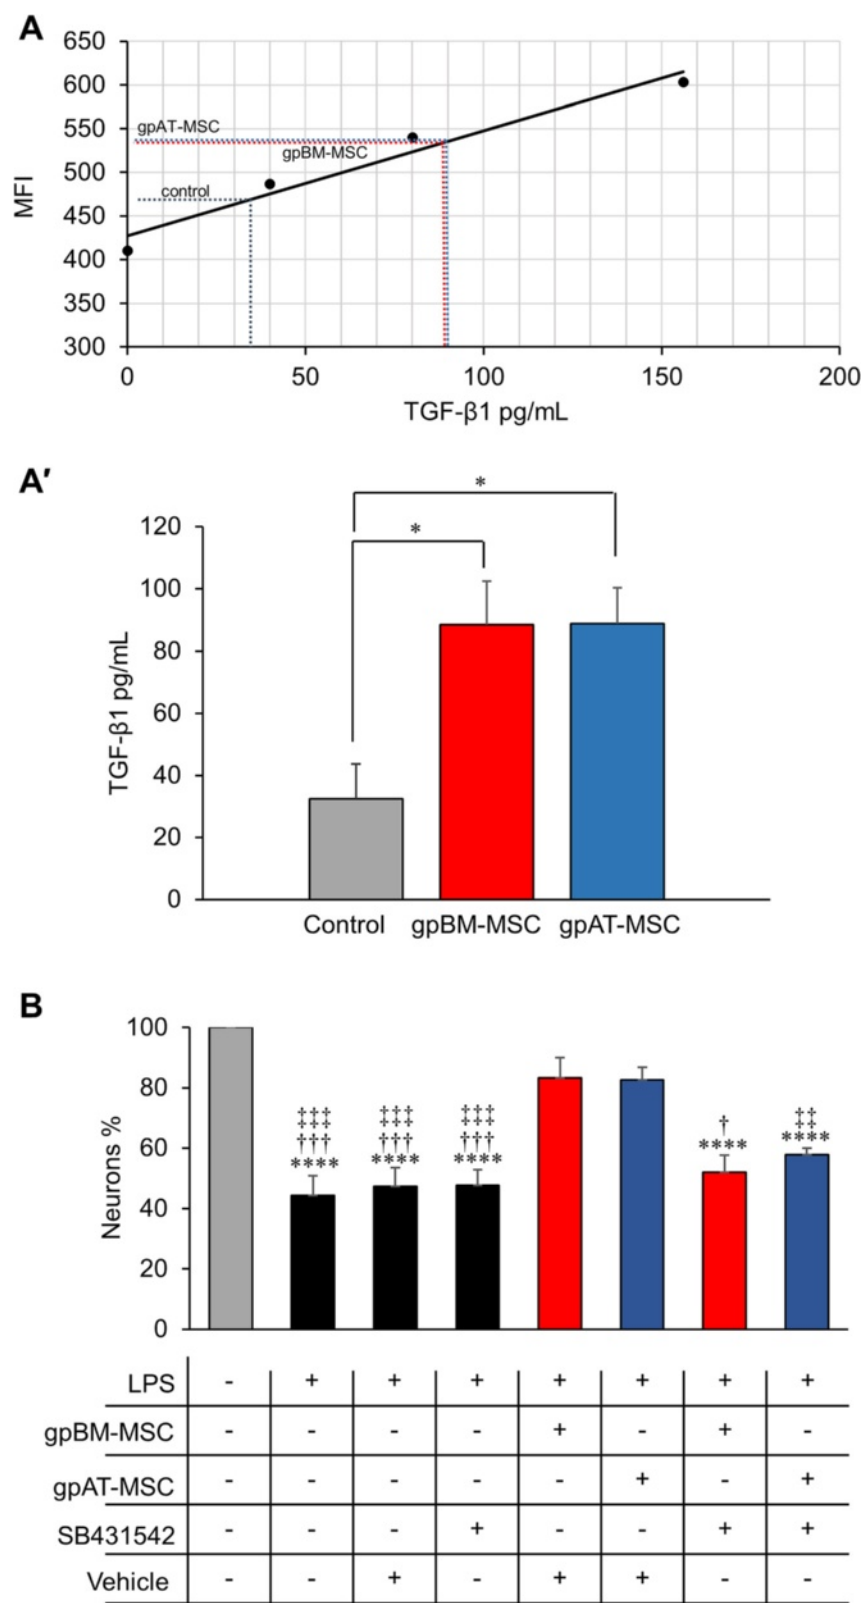 A
650
600
550
500
450
400
350
300
MFI
gpAT-MSC
gpBM-MSC
control
0 50 100 150 200
TGF-β1 pg/mL
A′
120
100
80
60
40
20
0
TGF-β1 pg/mL
*
*
Control gpBM-MSC gpAT-MSC
B
100
80
60
40
20
0
Neurons %
‡‡‡ ‡‡‡ ‡‡‡ † ‡‡
††† ††† ††† **** ****
**** **** ****
LPS - + + + + + + +
gpBM-MSC - - - - + - + -
gpAT-MSC - - - - - + - +
SB431542 - - - + - - + +
Vehicle - - + - + + - -